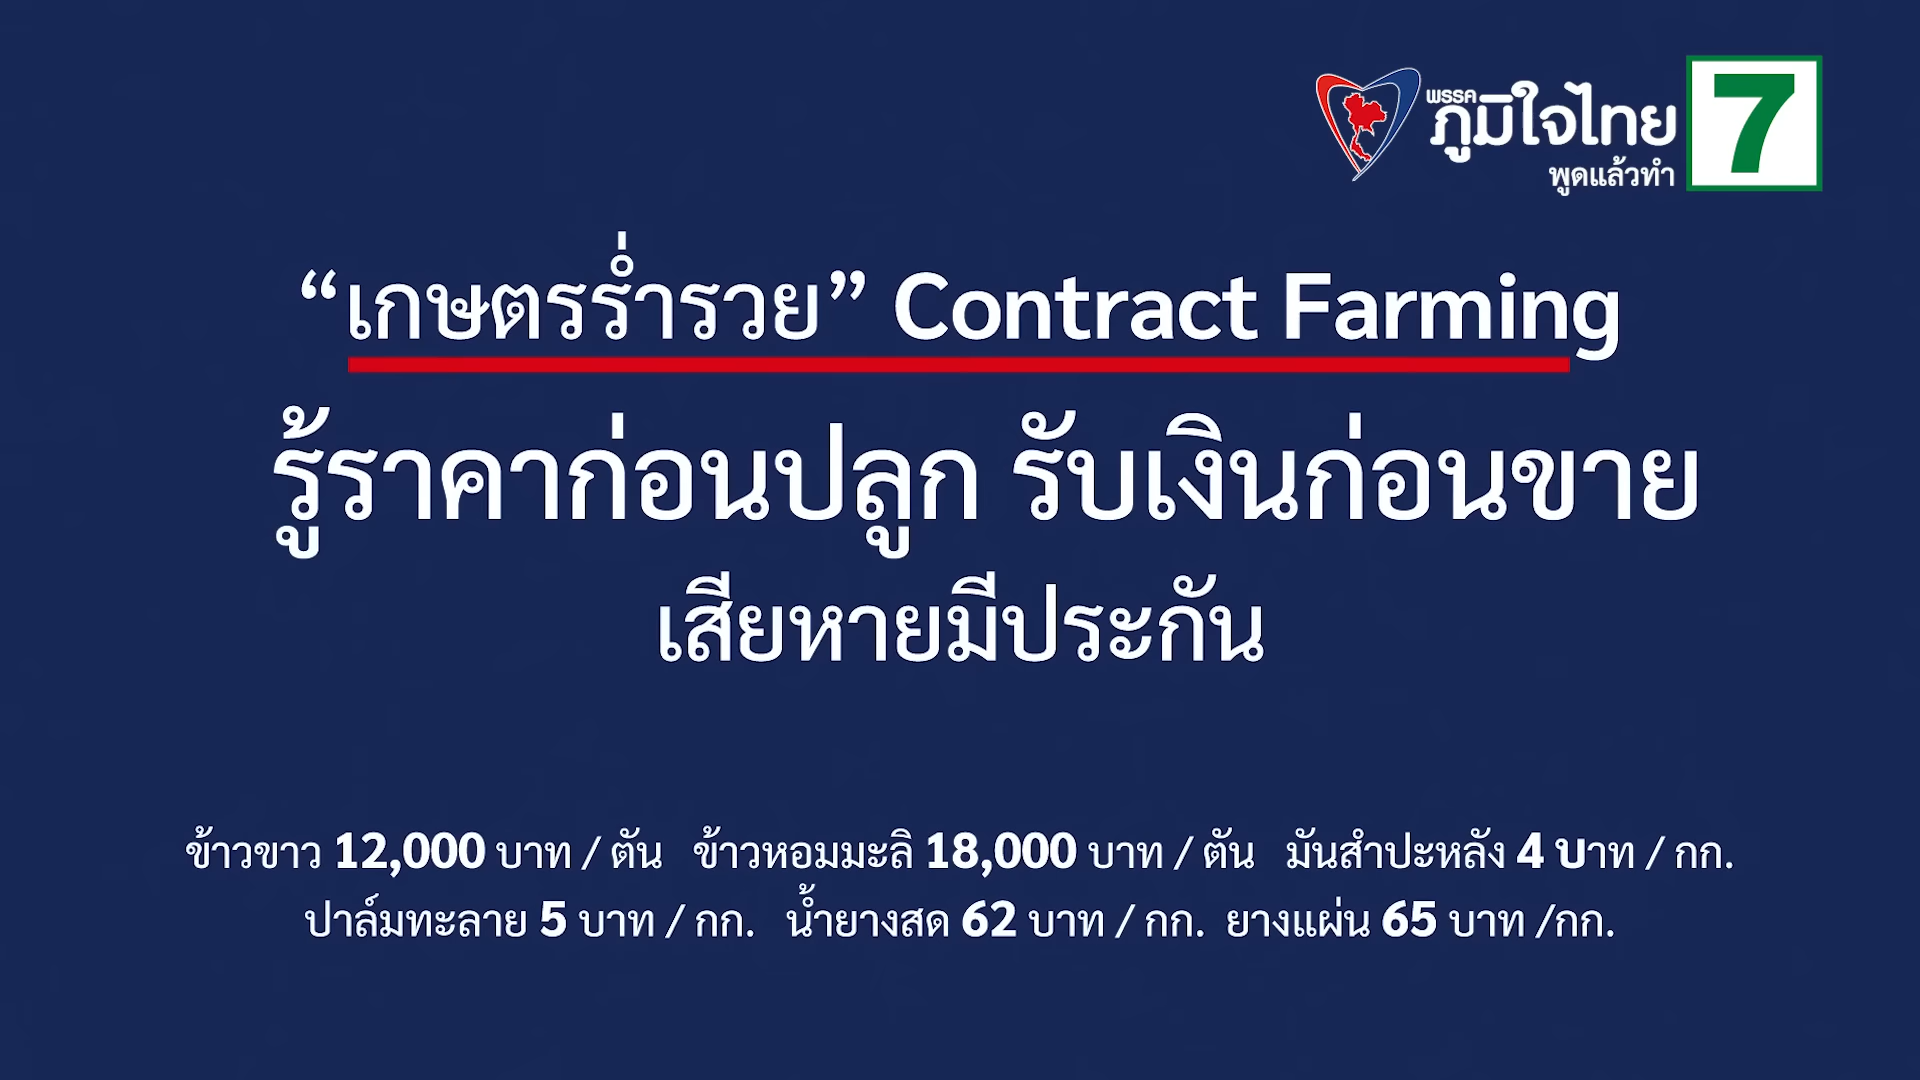 พรรค
ภูมิใจไทย 7
พูดแล้วทำ
“เกษตรร่ำรวย” Contract Farming
รู้ราคาก่อนปลูก รับเงินก่อนขาย
เสียหายมีประกัน
ข้าวขาว 12,000 บาท / ตัน ข้าวหอมมะลิ 18,000 บาท / ตัน มันสำปะหลัง 4 บาท / กก.
ปาล์มทะลาย 5 บาท / กก. น้ำยางสด 62 บาท / กก. ยางแผ่น 65 บาท /กก.